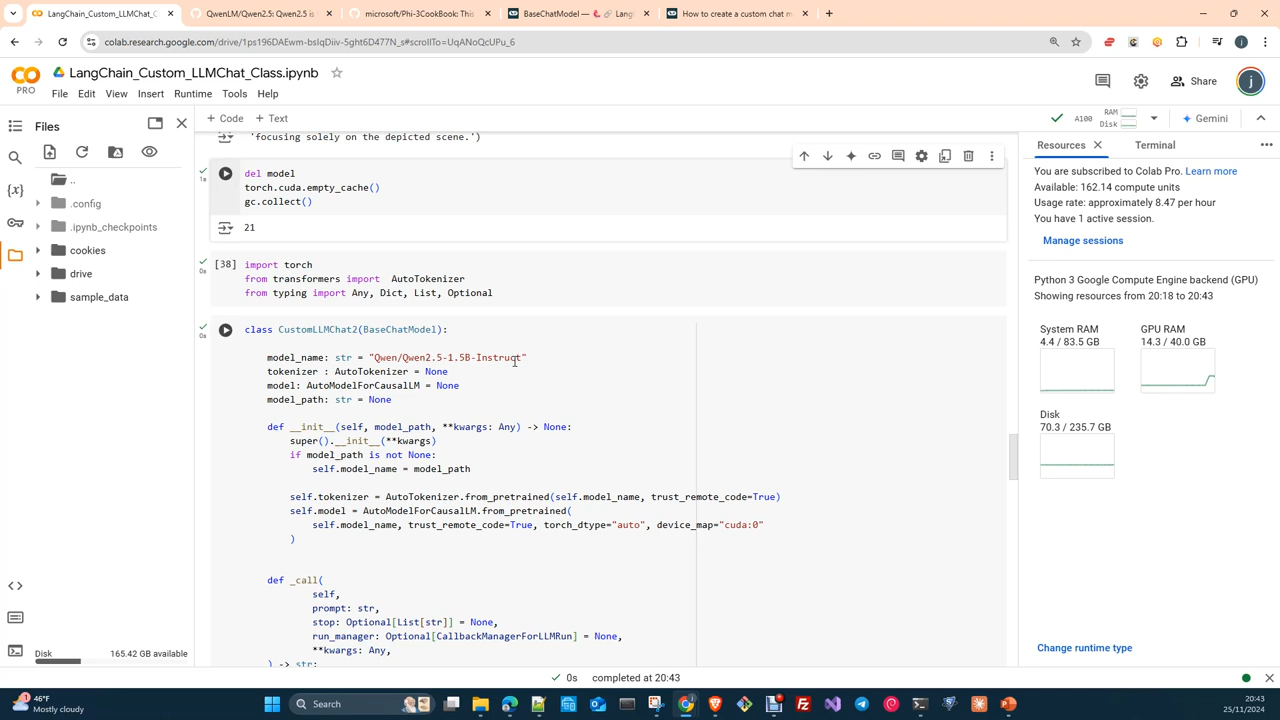 LangChain_Custom_LLMChat_C
QwenLM/Qwen2.5: Qwen2.5 is
microsoft/Phi-3CookBook: This
BaseChatModel — 🦜🔗 Lang
How to create a custom chat m
colab.research.google.com/drive/1ps196DAEwm-bsIqDiiv-5ght6D477N_s#scrollTo=UqANoQcUPu_6
PRO
LangChain_Custom_LLMChat_Class.ipynb
File Edit View Insert Runtime Tools Help
Share
+ Code + Text
A100
RAM
Disk
Gemini
Files
..
.config
.ipynb_checkpoints
cookies
drive
sample_data
Disk
165.42 GB available
'focusing solely on the depicted scene.')
1s
del model
torch.cuda.empty_cache()
gc.collect()
21
[38]
0s
import torch
from transformers import AutoTokenizer
from typing import Any, Dict, List, Optional
0s
class CustomLLMChat2(BaseChatModel):
model_name: str = "Qwen/Qwen2.5-1.5B-Instruct"
tokenizer : AutoTokenizer = None
model: AutoModelForCausalLM = None
model_path: str = None
def __init__(self, model_path, **kwargs: Any) -> None:
super().__init__(**kwargs)
if model_path is not None:
self.model_name = model_path
self.tokenizer = AutoTokenizer.from_pretrained(self.model_name, trust_remote_code=True)
self.model = AutoModelForCausalLM.from_pretrained(
self.model_name, trust_remote_code=True, torch_dtype="auto", device_map="cuda:0"
)
def _call(
self,
prompt: str,
stop: Optional[List[str]] = None,
run_manager: Optional[CallbackManagerForLLMRun] = None,
**kwargs: Any,
) -> str:
Resources
Terminal
You are subscribed to Colab Pro. Learn more
Available: 162.14 compute units
Usage rate: approximately 8.47 per hour
You have 1 active session.
Manage sessions
Python 3 Google Compute Engine backend (GPU)
Showing resources from 20:18 to 20:43
System RAM
4.4 / 83.5 GB
GPU RAM
14.3 / 40.0 GB
Disk
70.3 / 235.7 GB
Change runtime type
0s completed at 20:43
46°F
Mostly cloudy
Search
20:43
25/11/2024